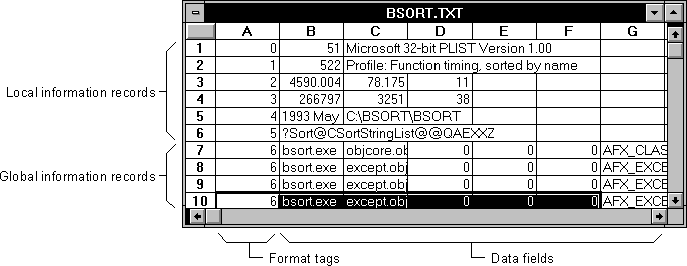 BSORT.TXT
A B C D E F G
1 0 51 Microsoft 32-bit PLIST Version 1.00
2 1 522 Profile: Function timing, sorted by name
3 2 4590.004 78.175 11
4 3 266797 3251 38
5 4 1993 May C:\BSORT\BSORT
6 5 ?Sort@CSortStringList@@QAEXXZ
7 6 bsort.exe objcore.ob 0 0 0 AFX_CLAS
8 6 bsort.exe except.obj 0 0 0 AFX_EXCE
9 6 bsort.exe except.obj 0 0 0 AFX_EXCE
10 6 bsort.exe except.obj 0 0 0 AFX_EXCE
Local information records
Global information records
Format tags
Data fields